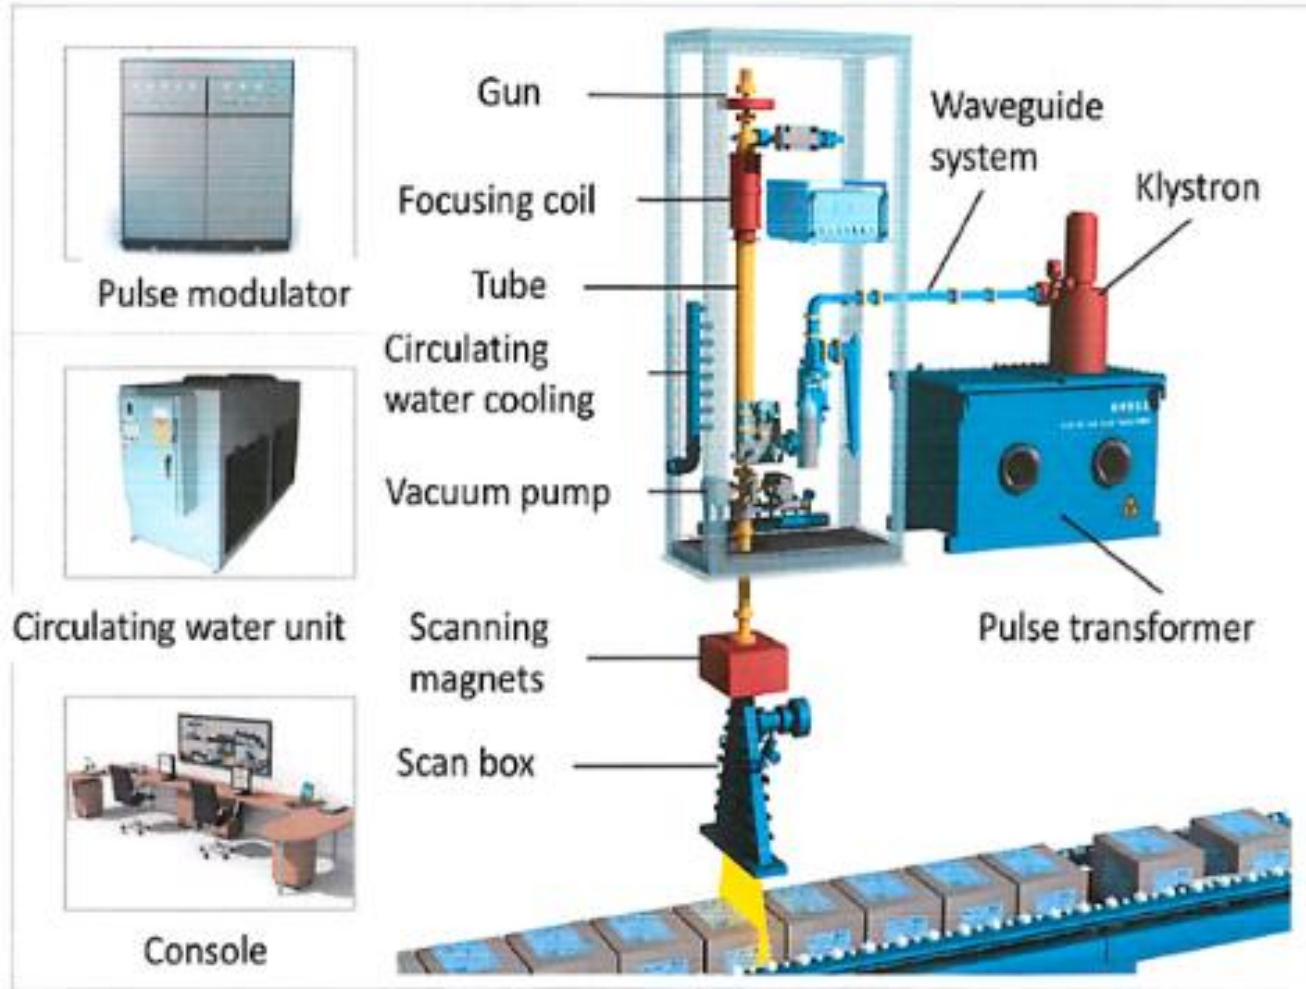 Gun
Waveguide
system
Klystron
Focusing coil
Pulse modulator
Tube
Circulating
water cooling
Vacuum pump
Circulating water unit
Scanning
magnets
Pulse transformer
Scan box
Console